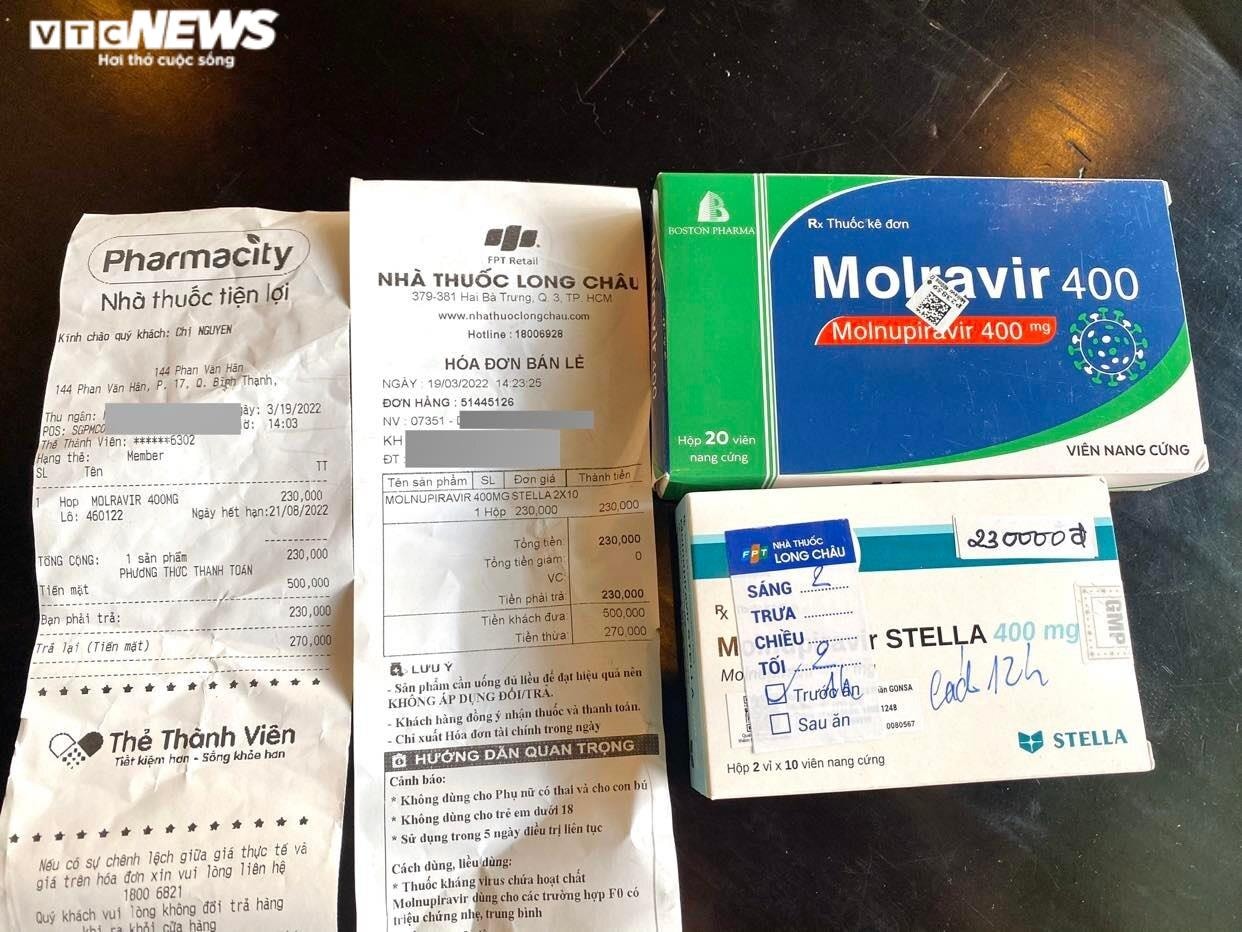 VTC NEWS
Hơi thở cuộc sống
Pharmacity
Nhà thuốc tiện lợi
Kính chào quý khách: Chị NGUYEN
144 Phan Văn Hân
144 Phan Văn Hân, P. 17, Q. Bình Thạnh,
Thu ngân: 3/19/2022
POS: SGPMC 14:03
Thẻ Thành Viên: ******6302
Hạng thẻ: Member
SL Tên TT
1 Hop MOLRAVIR 400MG 230,000
Lô: 460122 Ngày hết hạn:21/08/2022
TỔNG CỘNG: 1 sản phẩm 230,000
PHƯƠNG THỨC THANH TOÁN
Tiền mặt 500,000
Bạn phải trả: 230,000
Trả lại (Tiền mặt) 270,000
Thẻ Thành Viên
Tiết kiệm hơn - Sống khỏe hơn
Nếu có sự chênh lệch giữa giá thực tế và
giá trên hóa đơn xin vui lòng liên hệ
1800 6821
Quý khách vui lòng không đổi trả hàng
khi ra khỏi cửa hàng
FPT Retail
NHÀ THUỐC LONG CHÂU
379-381 Hai Bà Trưng, Q. 3, TP. HCM
www.nhathuoclongchau.com
Hotline : 18006928
HÓA ĐƠN BÁN LẺ
NGÀY : 19/03/2022 14:23:25
ĐƠN HÀNG : 51445126
NV : 07351 -
KH
ĐT :
Tên sản phẩm SL Đơn giá Thành tiền
MOLNUPIRAVIR 400MG STELLA 2X10
1 Hộp 230,000 230,000
Tổng tiền 230,000
Tổng tiền giảm 0
VC
Tiền phải trả 230,000
Tiền khách đưa 500,000
Tiền thừa 270,000
LƯU Ý
- Sản phẩm cần uống đủ liều để đạt hiệu quả nên
KHÔNG ÁP DỤNG ĐỔI/TRẢ.
- Khách hàng đồng ý nhận thuốc và thanh toán.
- Chỉ xuất Hóa đơn tài chính trong ngày
HƯỚNG DẪN QUAN TRỌNG
Cảnh báo:
* Không dùng cho Phụ nữ có thai và cho con bú
* Không dùng cho trẻ em dưới 18
* Sử dụng trong 5 ngày điều trị liên tục
Cách dùng, liều dùng:
* Thuốc kháng virus chứa hoạt chất
Molnupiravir dùng cho các trường hợp F0 có
triệu chứng nhẹ, trung bình
BOSTON PHARMA
Rx Thuốc kê đơn
Molravir 400
Molnupiravir 400 mg
Hộp 20 viên
nang cứng
VIÊN NANG CỨNG
FPT NHÀ THUỐC
LONG CHÂU
230000đ
SÁNG 2
TRƯA
CHIỀU
TỐI 2
Trước ăn 1h
Sau ăn
Rx
STELLA 400 mg
GMP
cách 12h
GONSA
1248
0080567
STELLA
Hộp 2 vỉ x 10 viên nang cứng